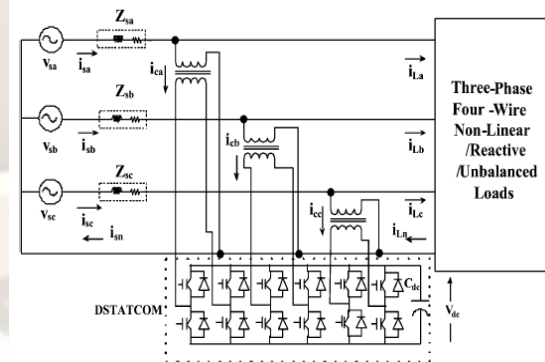 Zsa
vsa
isa
ica
iLa
Zsb
vsb
isb
icb
iLb
Three-Phase
Four -Wire
Non-Linear
/Reactive
/Unbalanced
Loads
Zsc
vsc
isc
icc
iLc
isn
iLn
DSTATCOM
Cdc
Vdc